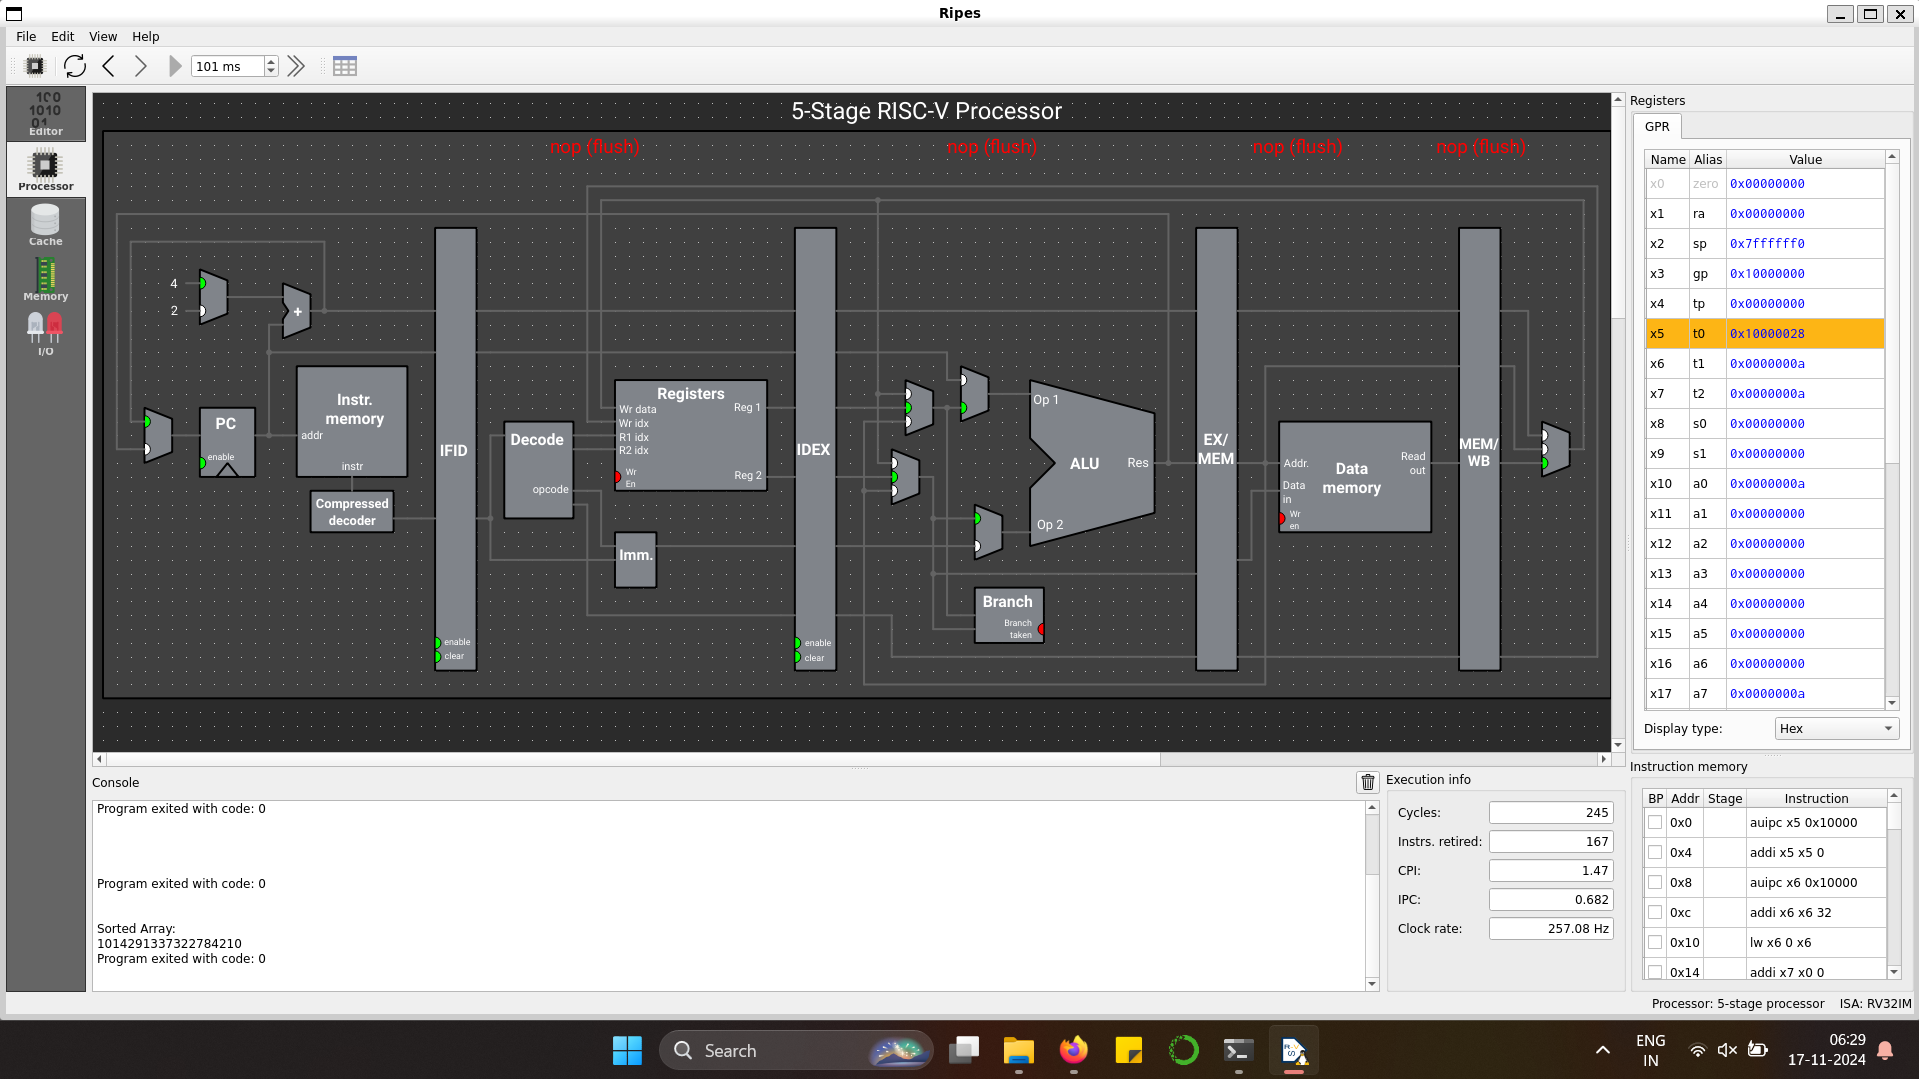 Ripes
File Edit View Help
101 ms
Editor
Processor
Cache
Memory
I/O
5-Stage RISC-V Processor
nop (flush) nop (flush) nop (flush) nop (flush)
4
2
+
PC
enable
Instr. memory
addr
instr
Compressed decoder
IFID
enable
clear
Decode
opcode
Registers
Wr data
Wr idx
R1 idx
R2 idx
Wr En
Reg 1
Reg 2
Imm.
IDEX
enable
clear
Op 1
ALU
Res
Op 2
Branch
Branch taken
EX/MEM
Addr.
Data in
Wr en
Data memory
Read out
MEM/WB
Registers
GPR
Name Alias Value
x0 zero 0x00000000
x1 ra 0x00000000
x2 sp 0x7ffffff0
x3 gp 0x10000000
x4 tp 0x00000000
x5 t0 0x10000028
x6 t1 0x0000000a
x7 t2 0x0000000a
x8 s0 0x00000000
x9 s1 0x00000000
x10 a0 0x0000000a
x11 a1 0x00000000
x12 a2 0x00000000
x13 a3 0x00000000
x14 a4 0x00000000
x15 a5 0x00000000
x16 a6 0x00000000
x17 a7 0x0000000a
Display type: Hex
Console
Program exited with code: 0
Program exited with code: 0
Sorted Array:
1014291337322784210
Program exited with code: 0
Execution info
Cycles: 245
Instrs. retired: 167
CPI: 1.47
IPC: 0.682
Clock rate: 257.08 Hz
Instruction memory
BP Addr Stage Instruction
0x0 auipc x5 0x10000
0x4 addi x5 x5 0
0x8 auipc x6 0x10000
0xc addi x6 x6 32
0x10 lw x6 0 x6
0x14 addi x7 x0 0
Processor: 5-stage processor ISA: RV32IM
Search
ENG
IN
06:29
17-11-2024